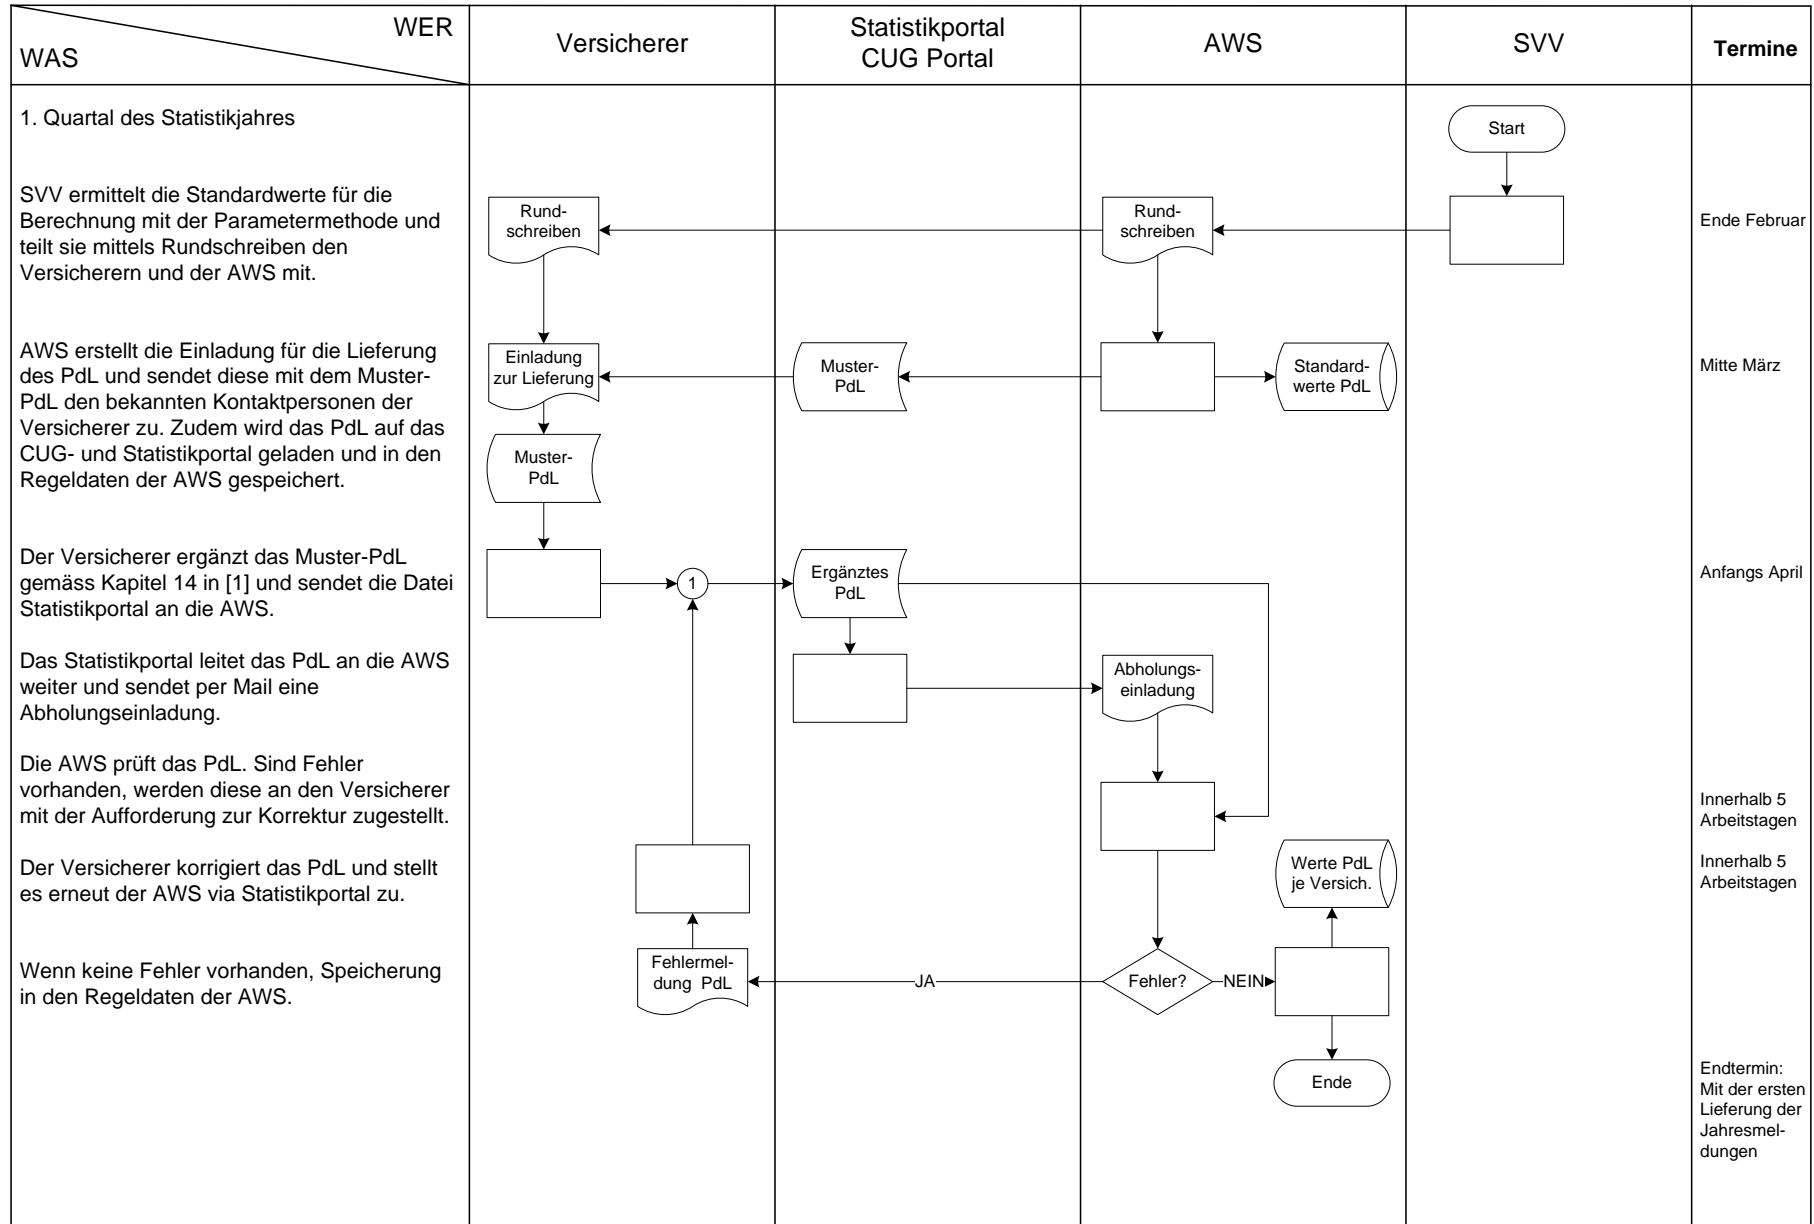 WER
WAS
Versicherer
Statistikportal
CUG Portal
AWS
SVV
Termine
1. Quartal des Statistikjahres
Start
SVV ermittelt die Standardwerte für die
Berechnung mit der Parametermethode und
teilt sie mittels Rundschreiben den
Versicherern und der AWS mit.
Rund-
schreiben
Rund-
schreiben
Ende Februar
AWS erstellt die Einladung für die Lieferung
des PdL und sendet diese mit dem Muster-
PdL den bekannten Kontaktpersonen der
Versicherer zu. Zudem wird das PdL auf das
CUG- und Statistikportal geladen und in den
Regeldaten der AWS gespeichert.
Einladung
zur Lieferung
Muster-
PdL
Standard-
werte PdL
Mitte März
Muster-
PdL
Der Versicherer ergänzt das Muster-PdL
gemäss Kapitel 14 in [1] und sendet die Datei
Statistikportal an die AWS.
1
Ergänztes
PdL
Anfangs April
Das Statistikportal leitet das PdL an die AWS
weiter und sendet per Mail eine
Abholungseinladung.
Abholungs-
einladung
Die AWS prüft das PdL. Sind Fehler
vorhanden, werden diese an den Versicherer
mit der Aufforderung zur Korrektur zugestellt.
Innerhalb 5
Arbeitstagen
Der Versicherer korrigiert das PdL und stellt
es erneut der AWS via Statistikportal zu.
Werte PdL
je Versich.
Innerhalb 5
Arbeitstagen
Wenn keine Fehler vorhanden, Speicherung
in den Regeldaten der AWS.
Fehlermel-
dung PdL
JA
Fehler?
NEIN
Ende
Endtermin:
Mit der ersten
Lieferung der
Jahresmel-
dungen